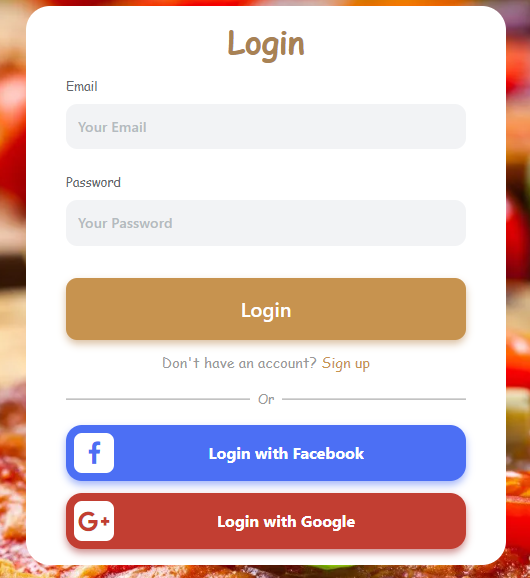 Login
Email
Your Email
Password
Your Password
Login
Don't have an account? Sign up
Or
f
Login with Facebook
G+
Login with Google